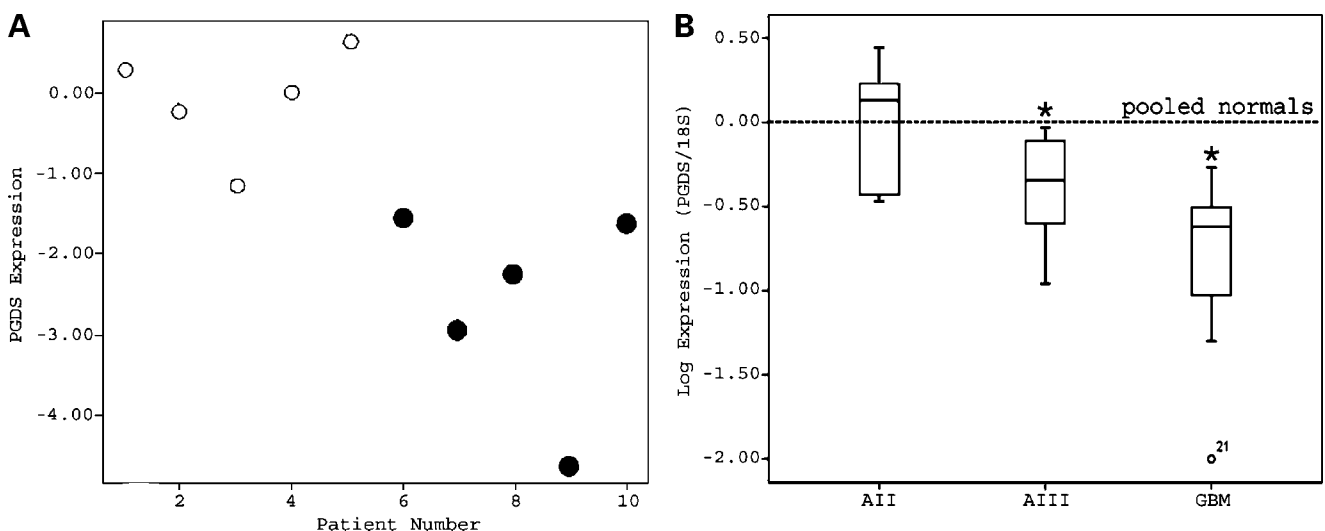 A
PGDS Expression
0.00
-1.00
-2.00
-3.00
-4.00
2 4 6 8 10
Patient Number
B
Log Expression (PGDS/18S)
0.50
0.00
-0.50
-1.00
-1.50
-2.00
pooled normals
*
*
21
AII AIII GBM